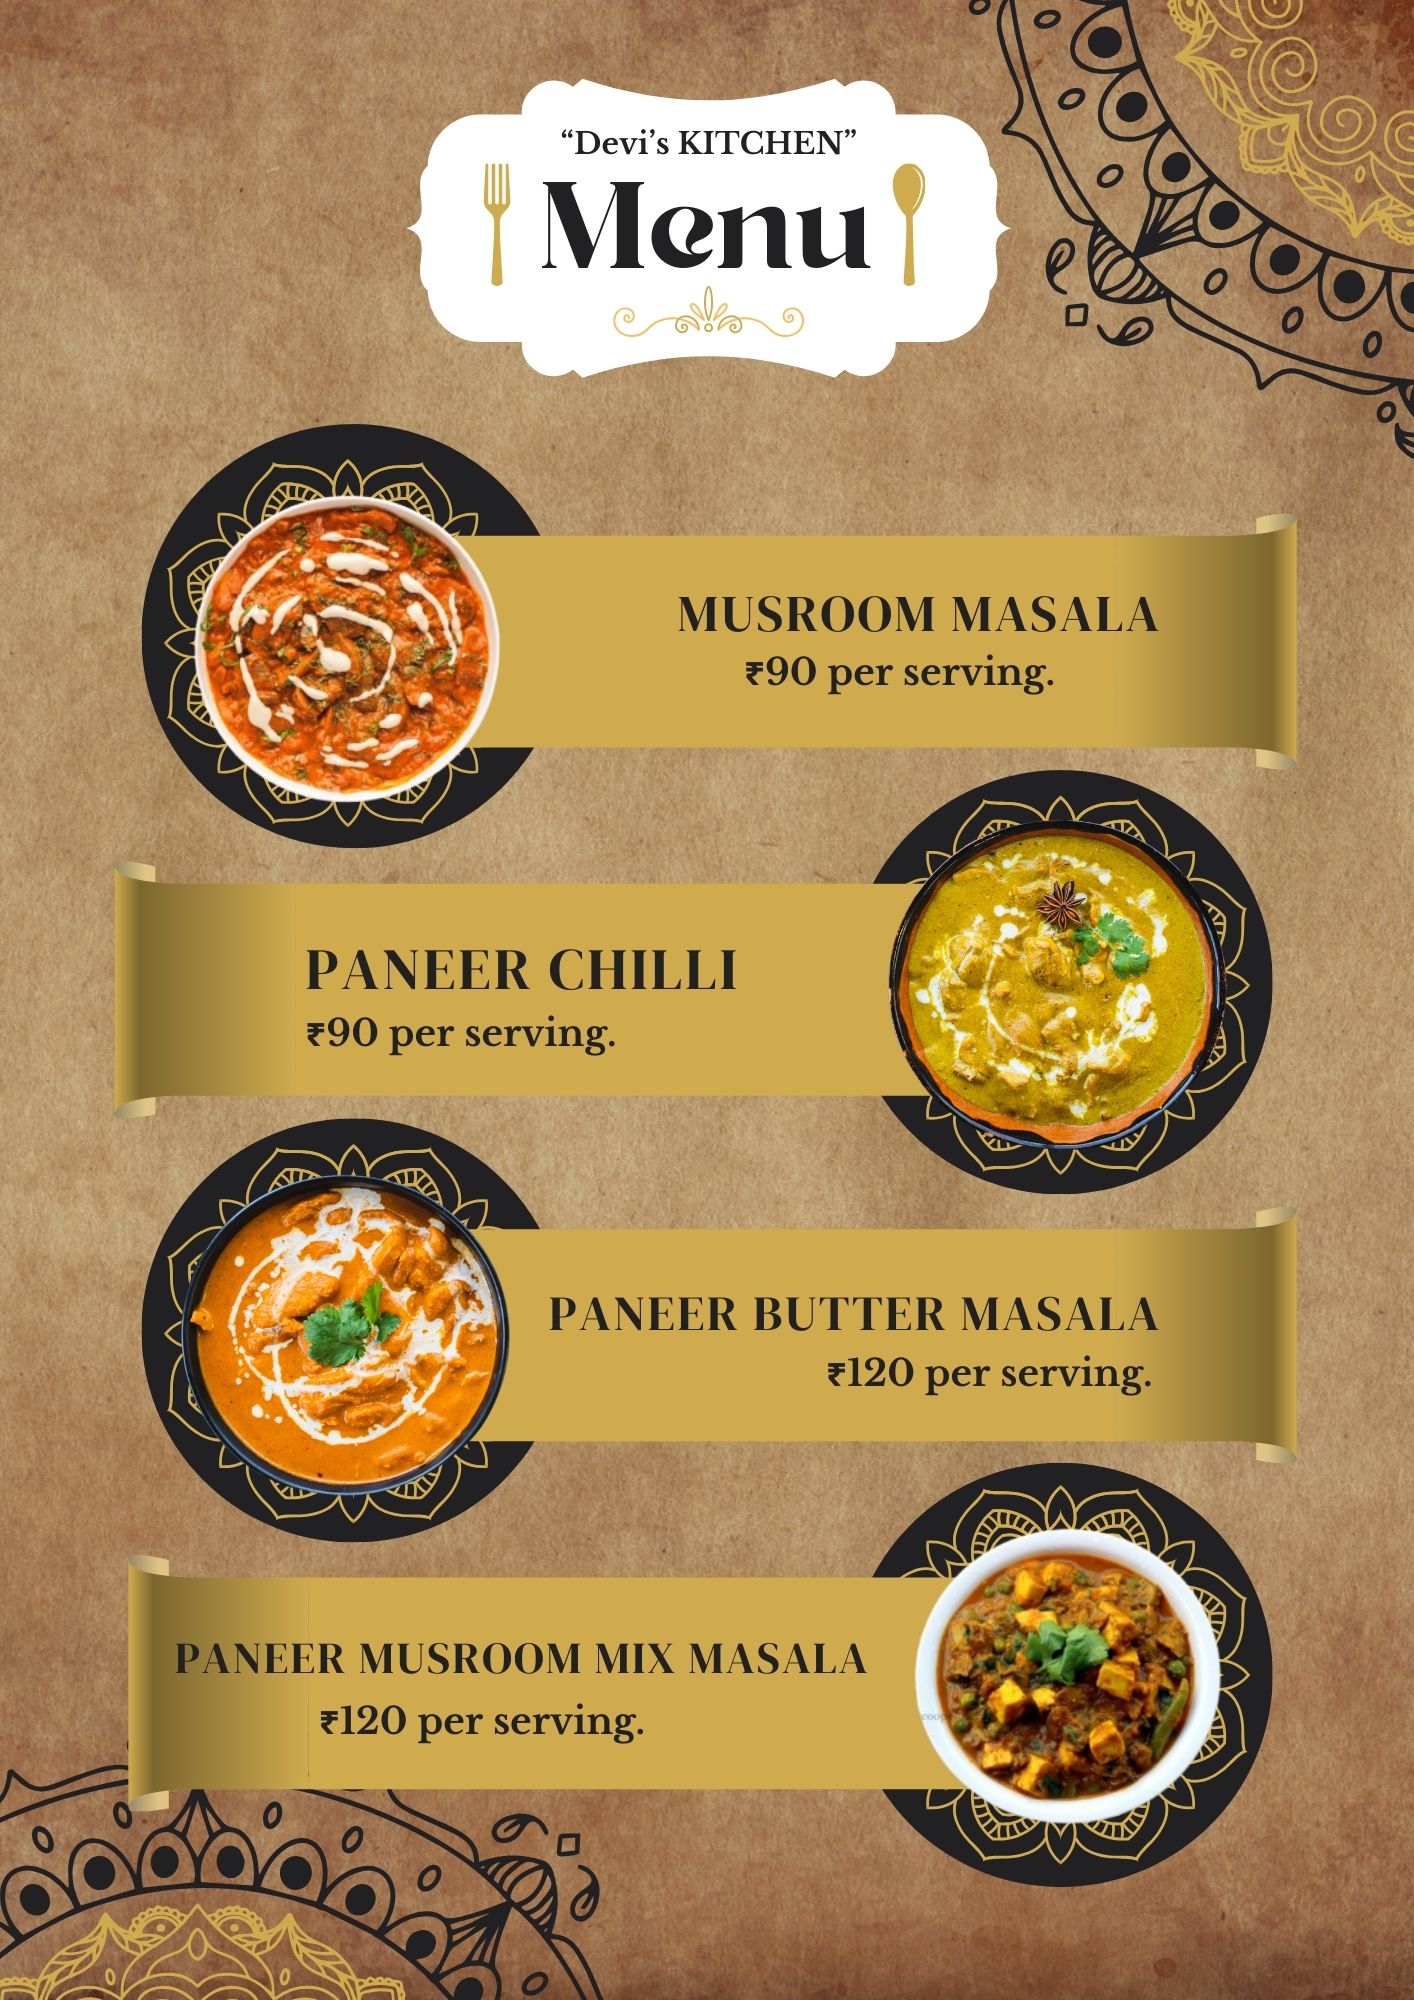 “Devi’s KITCHEN”
Menu
MUSROOM MASALA
₹90 per serving.
PANEER CHILLI
₹90 per serving.
PANEER BUTTER MASALA
₹120 per serving.
PANEER MUSROOM MIX MASALA
₹120 per serving.